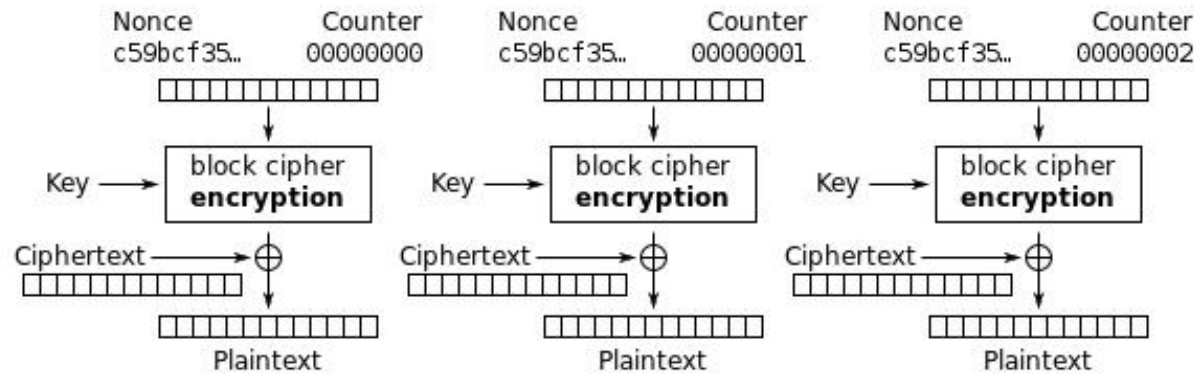 Nonce Counter Nonce Counter Nonce Counter
c59bcf35… 00000000 c59bcf35… 00000001 c59bcf35… 00000002
block cipher block cipher block cipher
Key encryption Key encryption Key encryption
Ciphertext Ciphertext Ciphertext
Plaintext Plaintext Plaintext